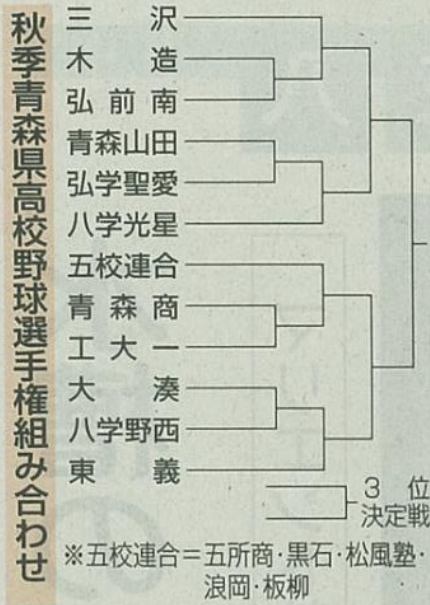 秋季青森県高校野球選手権組み合わせ
三沢
木造
弘前南
青森山田
弘学聖愛
八学光星
五校連合
青森商
工大一
大湊
八学野西
東義
3位
決定戦
※五校連合=五所商・黒石・松風塾・
浪岡・板柳